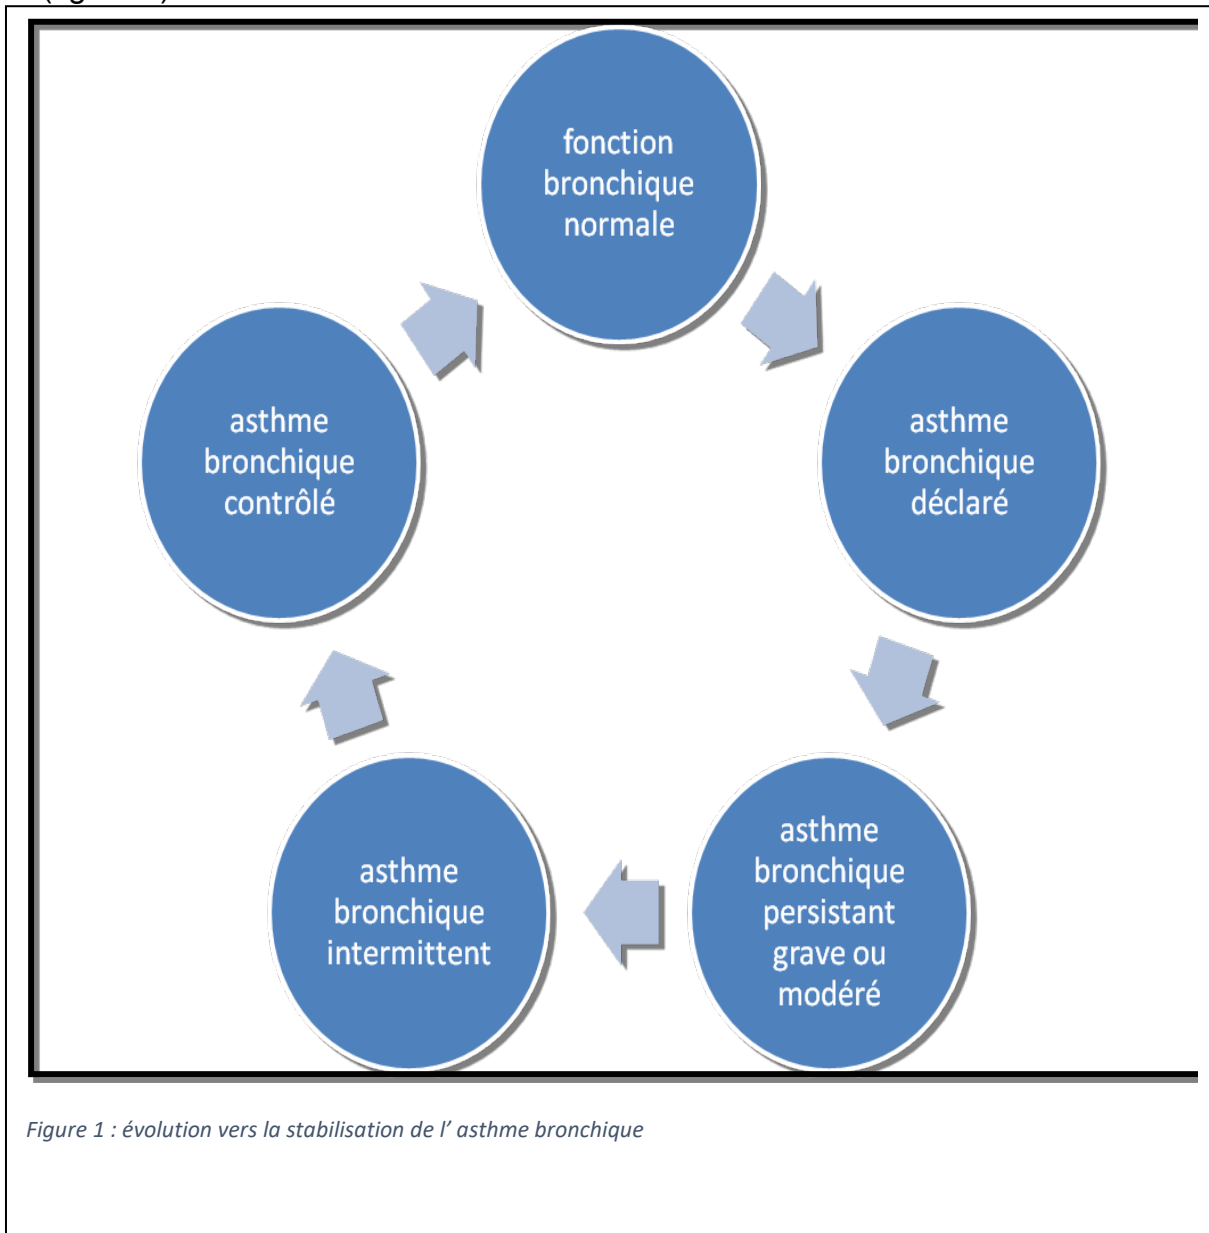 fonction
bronchique
normale
asthme
bronchique
déclaré
asthme
bronchique
persistant
grave ou
modéré
asthme
bronchique
intermittent
asthme
bronchique
contrôlé
Figure 1 : évolution vers la stabilisation de l’ asthme bronchique